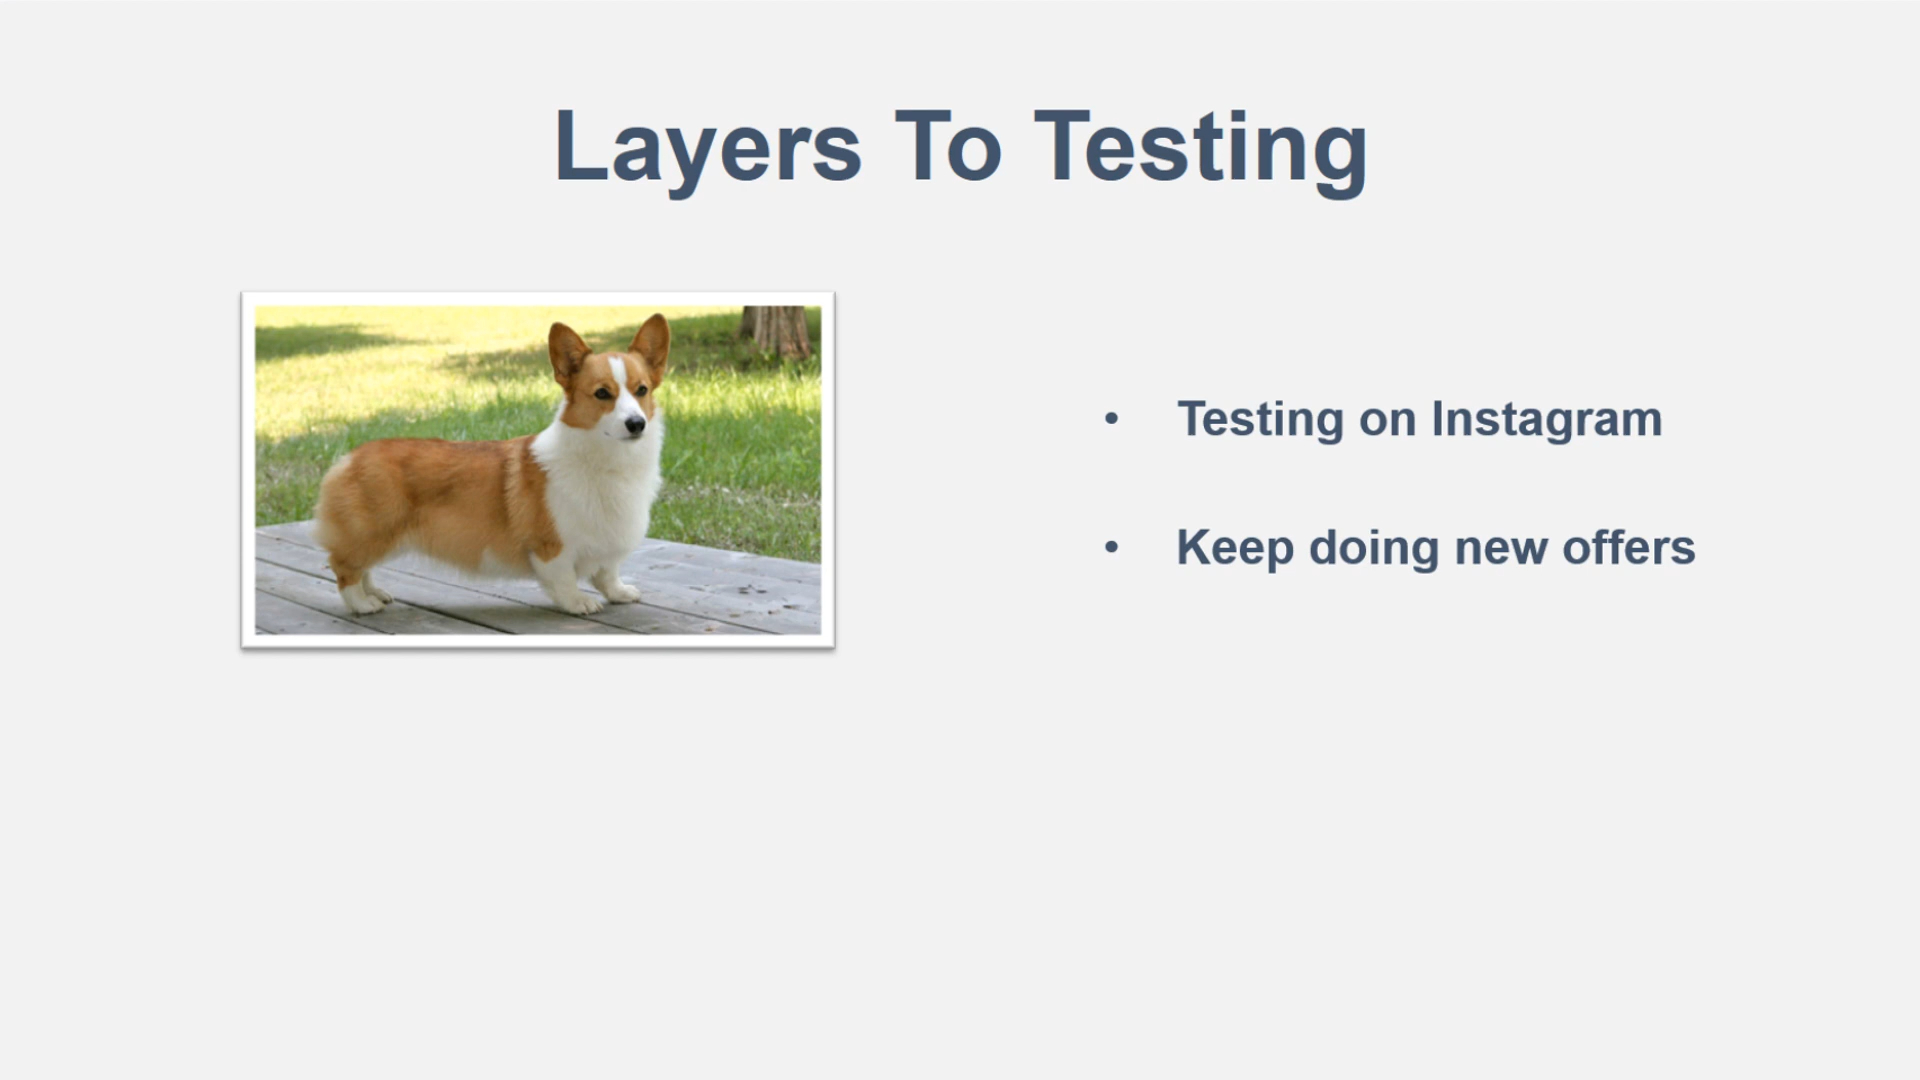 Layers To Testing
• Testing on Instagram
• Keep doing new offers